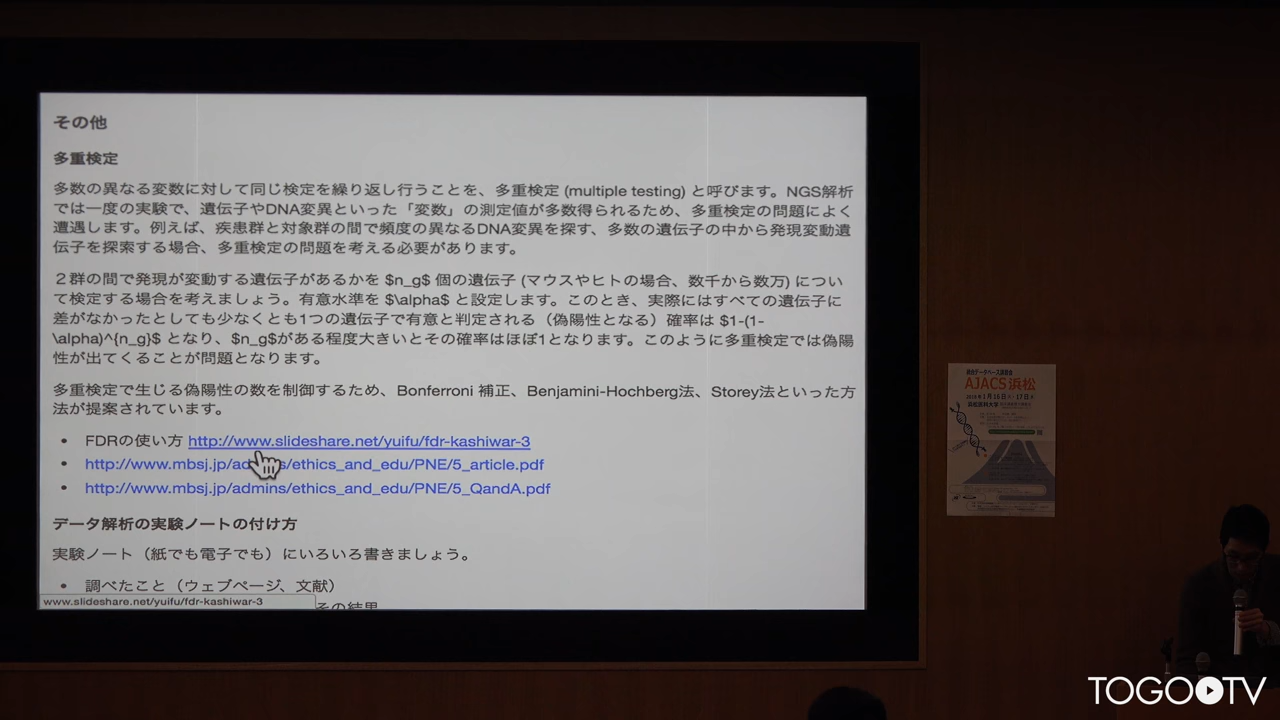 その他
多重検定
多数の異なる変数に対して同じ検定を繰り返し行うことを、多重検定 (multiple testing) と呼びます。NGS解析
では一度の実験で、遺伝子やDNA変異といった「変数」の測定値が多数得られるため、多重検定の問題によく
遭遇します。例えば、疾患群と対象群の間で頻度の異なるDNA変異を探す、多数の遺伝子の中から発現変動遺
伝子を探索する場合、多重検定の問題を考える必要があります。
２群の間で発現が変動する遺伝子があるかを $n_g$ 個の遺伝子 (マウスやヒトの場合、数千から数万) につい
て検定する場合を考えましょう。有意水準を $\alpha$ と設定します。このとき、実際にはすべての遺伝子に
差がなかったとしても少なくとも1つの遺伝子で有意と判定される（偽陽性となる）確率は $1-(1-
\alpha)^{n_g}$ となり、$n_g$がある程度大きいとその確率はほぼ1となります。このように多重検定では偽陽
性が出てくることが問題となります。
多重検定で生じる偽陽性の数を制御するため、Bonferroni 補正、Benjamini-Hochberg法、Storey法といった方
法が提案されています。
• FDRの使い方 http://www.slideshare.net/yuifu/fdr-kashiwar-3
• http://www.mbsj.jp/admins/ethics_and_edu/PNE/5_article.pdf
• http://www.mbsj.jp/admins/ethics_and_edu/PNE/5_QandA.pdf
データ解析の実験ノートの付け方
実験ノート（紙でも電子でも）にいろいろ書きましょう。
• 調べたこと（ウェブページ、文献）
www.slideshare.net/yuifu/fdr-kashiwar-3
その結果
AJACS浜松
浜松医科大学
TOGOTV